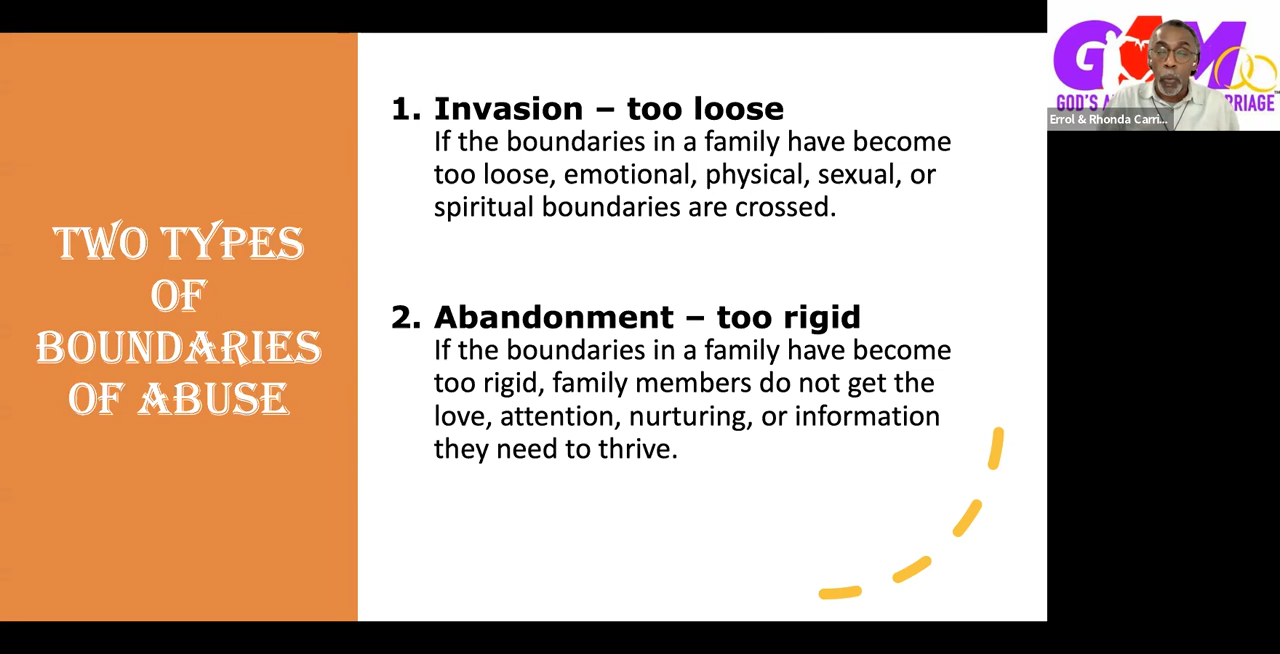 TWO TYPES
OF
BOUNDARIES
OF ABUSE
1. Invasion – too loose
If the boundaries in a family have become
too loose, emotional, physical, sexual, or
spiritual boundaries are crossed.
2. Abandonment – too rigid
If the boundaries in a family have become
too rigid, family members do not get the
love, attention, nurturing, or information
they need to thrive.
GAM
GOD'S A RIAGE™
Errol & Rhonda Carri...